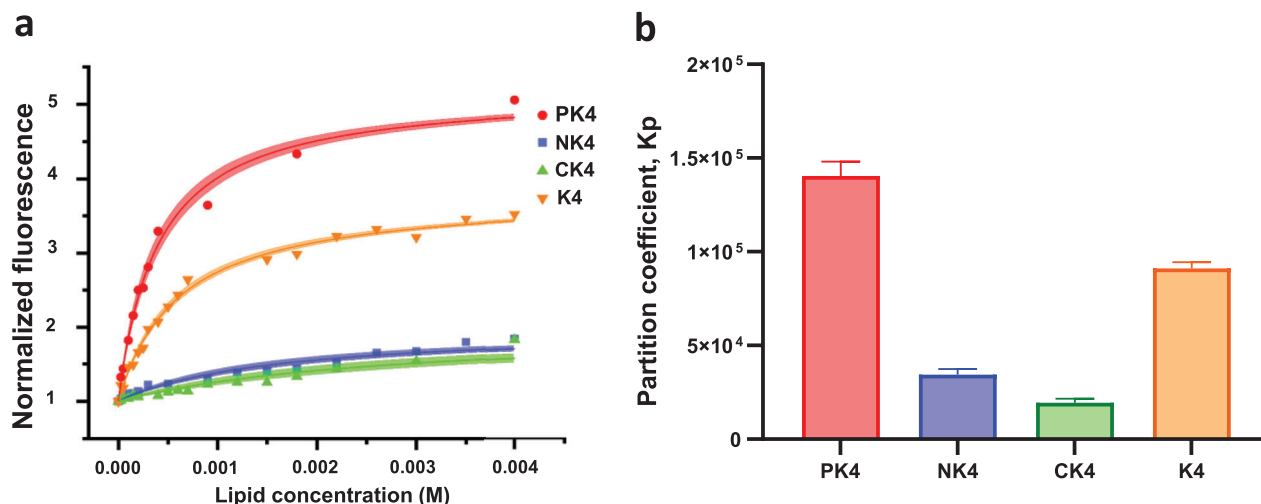 a
Normalized fluorescence
5
4
3
2
1
0.000 0.001 0.002 0.003 0.004
Lipid concentration (M)
PK4
NK4
CK4
K4
b
Partition coefficient, Kp
2×10⁵
1.5×10⁵
1×10⁵
5×10⁴
0
PK4 NK4 CK4 K4